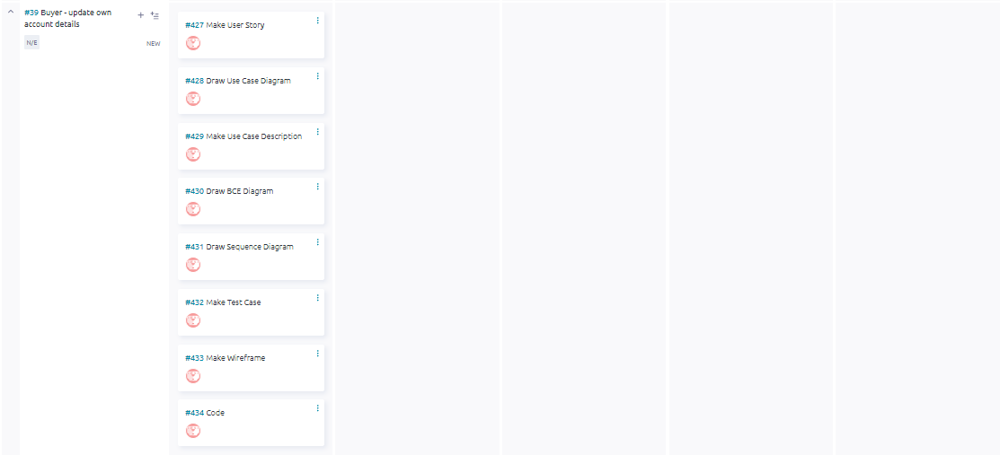 #39 Buyer - update own
account details
N/E
NEW
#427 Make User Story
#428 Draw Use Case Diagram
#429 Make Use Case Description
#430 Draw BCE Diagram
#431 Draw Sequence Diagram
#432 Make Test Case
#433 Make Wireframe
#434 Code